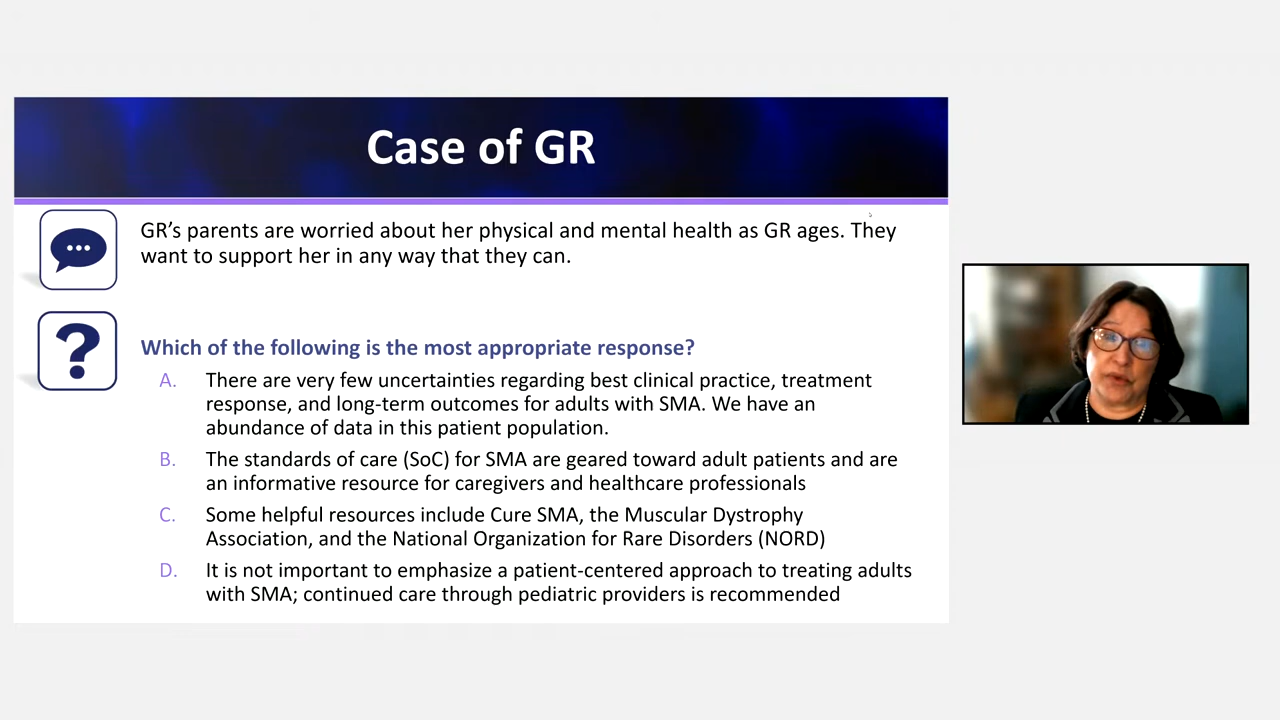 Case of GR
GR’s parents are worried about her physical and mental health as GR ages. They
want to support her in any way that they can.
?
Which of the following is the most appropriate response?
A. There are very few uncertainties regarding best clinical practice, treatment
response, and long-term outcomes for adults with SMA. We have an
abundance of data in this patient population.
B. The standards of care (SoC) for SMA are geared toward adult patients and are
an informative resource for caregivers and healthcare professionals
C. Some helpful resources include Cure SMA, the Muscular Dystrophy
Association, and the National Organization for Rare Disorders (NORD)
D. It is not important to emphasize a patient-centered approach to treating adults
with SMA; continued care through pediatric providers is recommended